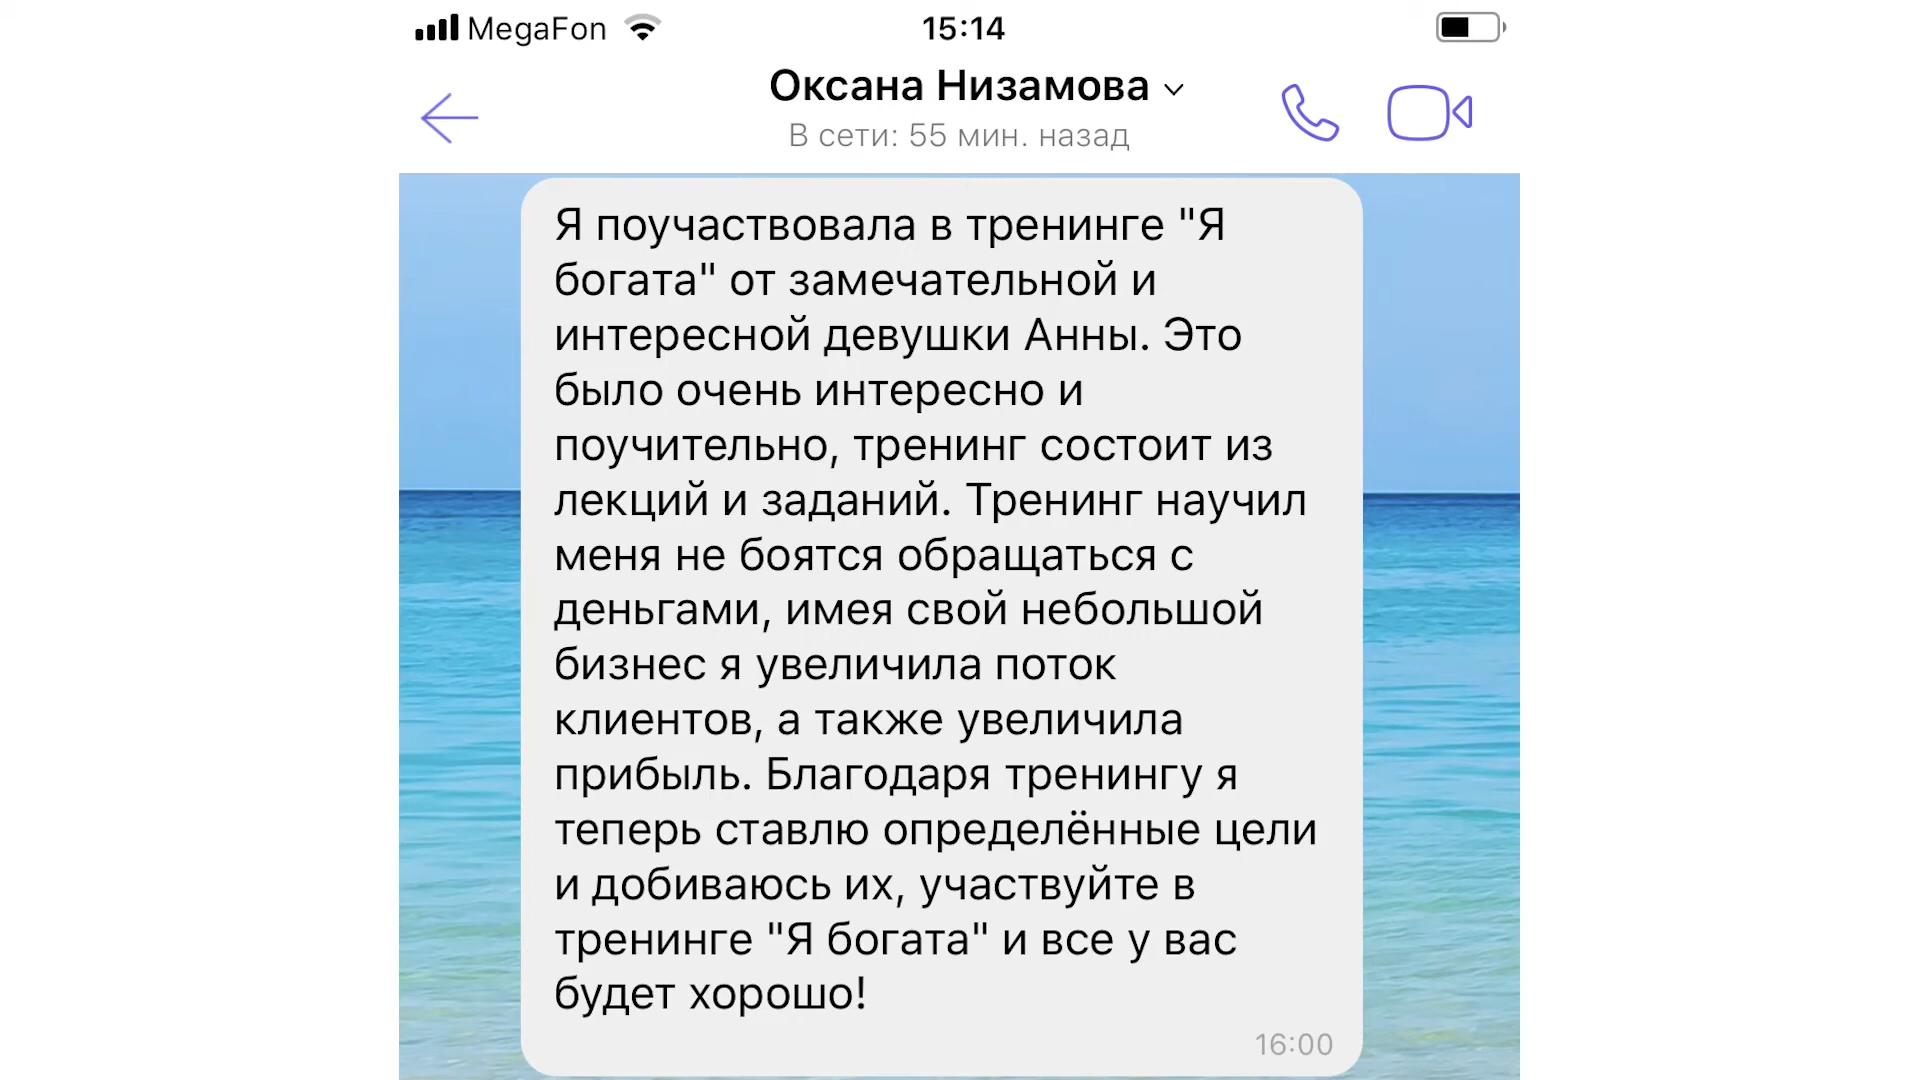 MegaFon 15:14
Оксана Низамова
В сети: 55 мин. назад
Я поучаствовала в тренинге "Я
богата" от замечательной и
интересной девушки Анны. Это
было очень интересно и
поучительно, тренинг состоит из
лекций и заданий. Тренинг научил
меня не боятся обращаться с
деньгами, имея свой небольшой
бизнес я увеличила поток
клиентов, а также увеличила
прибыль. Благодаря тренингу я
теперь ставлю определённые цели
и добиваюсь их, участвуйте в
тренинге "Я богата" и все у вас
будет хорошо!
16:00